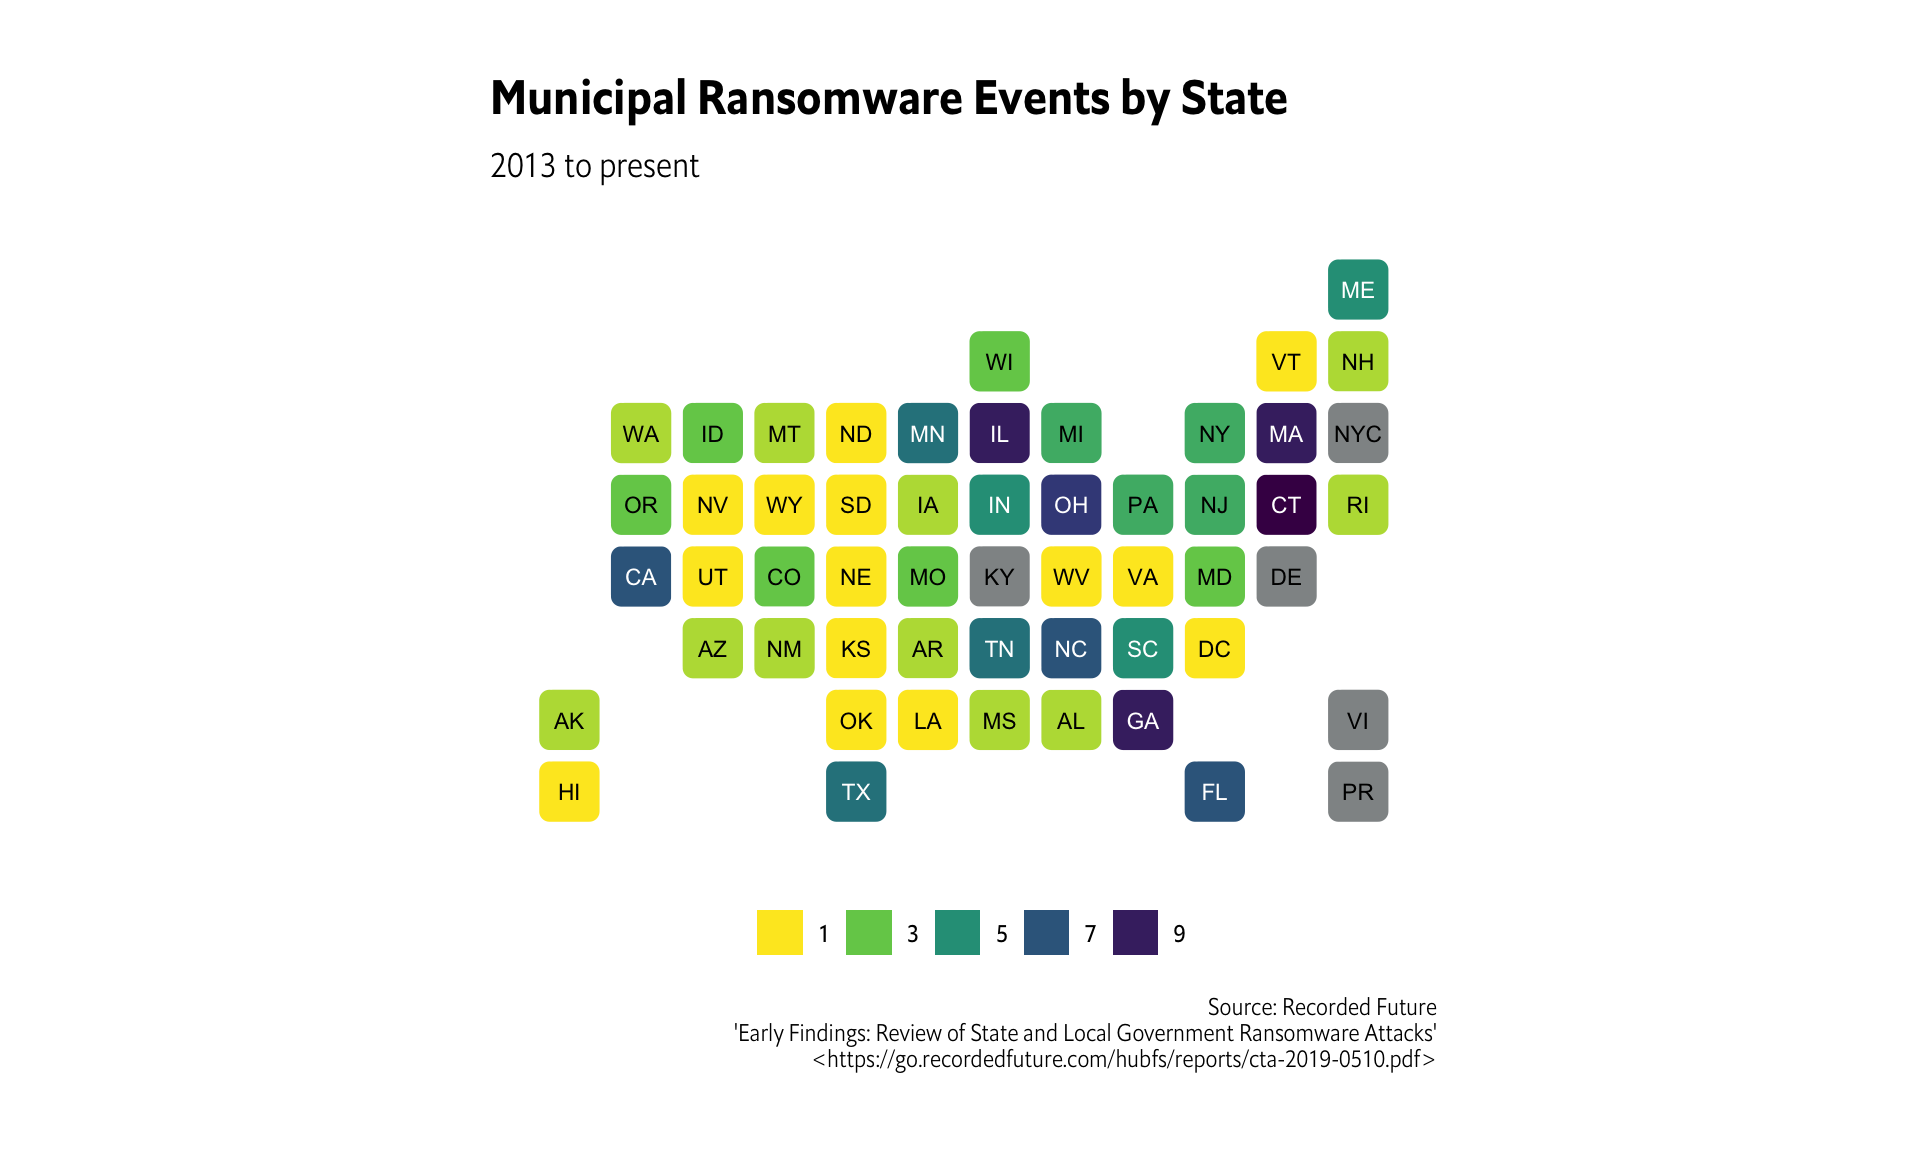 Municipal Ransomware Events by State
2013 to present
ME
WI VT NH
WA ID MT ND MN IL MI NY MA NYC
OR NV WY SD IA IN OH PA NJ CT RI
CA UT CO NE MO KY WV VA MD DE
AZ NM KS AR TN NC SC DC
AK OK LA MS AL GA VI
HI TX FL PR
1 3 5 7 9
Source: Recorded Future
'Early Findings: Review of State and Local Government Ransomware Attacks'
<https://go.recordedfuture.com/hubfs/reports/cta-2019-0510.pdf>